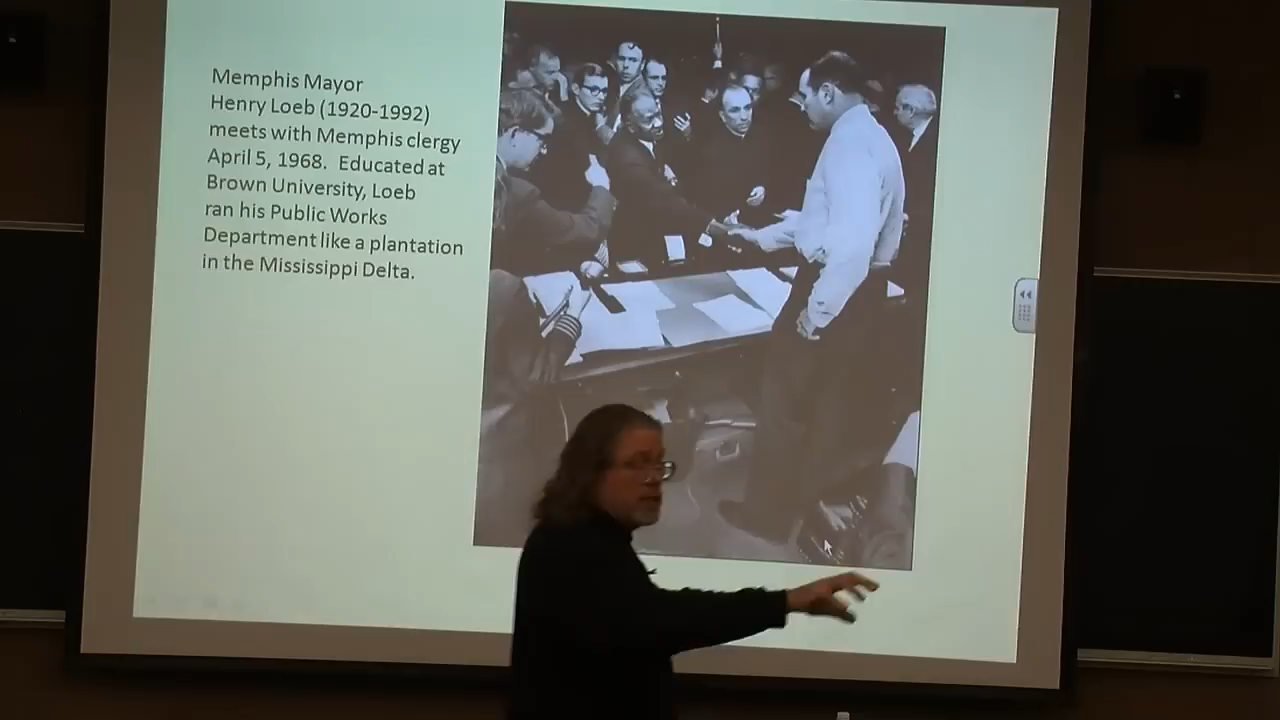 Memphis Mayor
Henry Loeb (1920-1992)
meets with Memphis clergy
April 5, 1968. Educated at
Brown University, Loeb
ran his Public Works
Department like a plantation
in the Mississippi Delta.